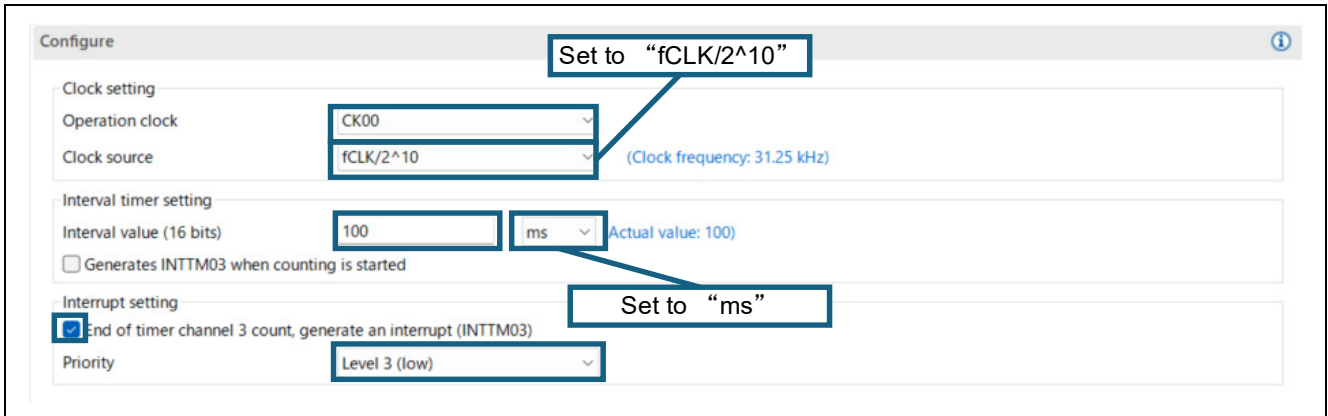 Configure
Set to “fCLK/2^10”
Clock setting
Operation clock CK00
Clock source fCLK/2^10 (Clock frequency: 31.25 kHz)
Interval timer setting
Interval value (16 bits) 100 ms Actual value: 100)
Generates INTTM03 when counting is started
Set to “ms”
Interrupt setting
End of timer channel 3 count, generate an interrupt (INTTM03)
Priority Level 3 (low)